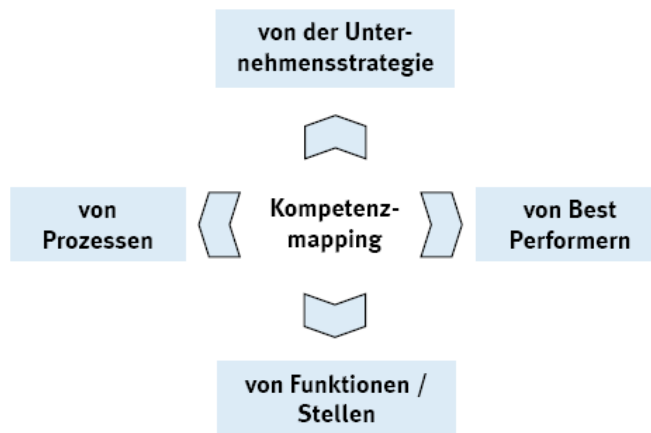 von der Unter-
nehmensstrategie
von
Prozessen
Kompetenz-
mapping
von Best
Performern
von Funktionen /
Stellen